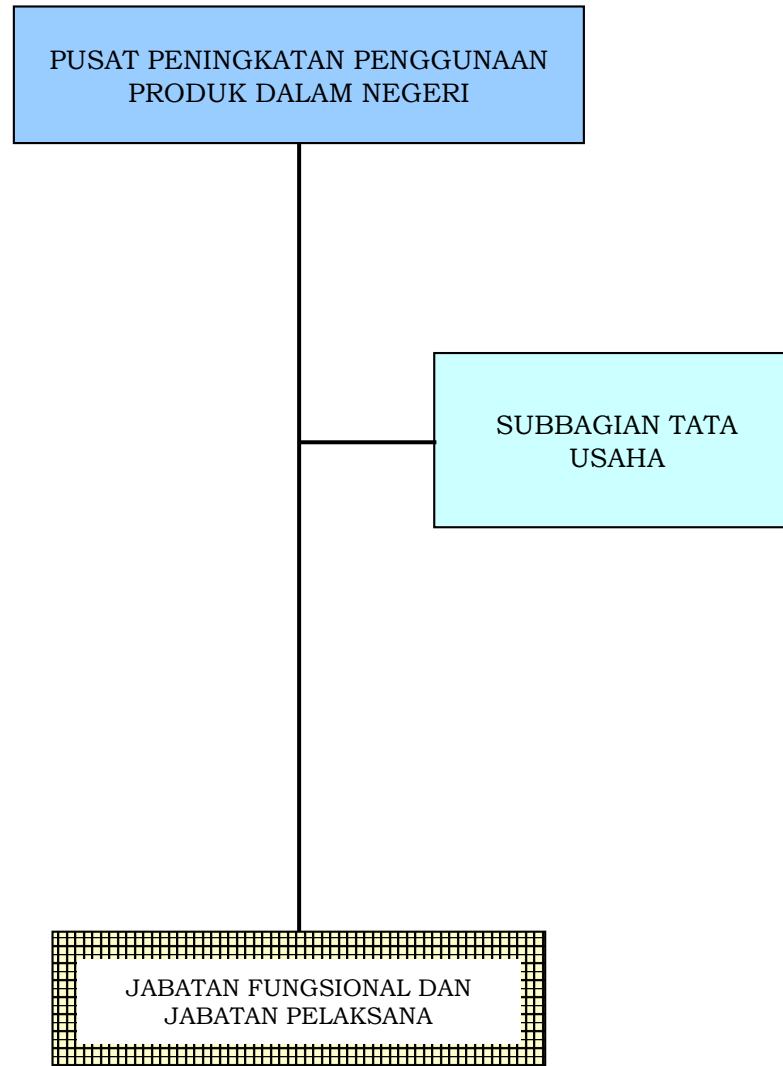 PUSAT PENINGKATAN PENGGUNAAN
PRODUK DALAM NEGERI
SUBBAGIAN TATA
USAHA
JABATAN FUNGSIONAL DAN
JABATAN PELAKSANA